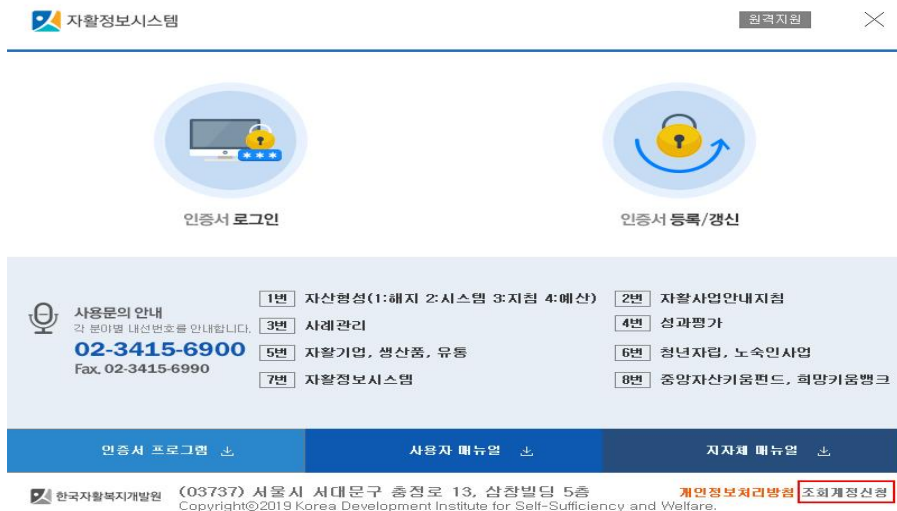 자활정보시스템
원격지원
***
인증서 로그인
인증서 등록/갱신
사용문의 안내
각 분야별 내선번호를 안내합니다.
02-3415-6900
Fax. 02-3415-6990
1번 자산형성(1:해지 2:시스템 3:지침 4:예산)
2번 자활사업안내지침
3번 사례관리
4번 성과평가
5번 자활기업, 생산품, 유통
6번 청년자립, 노숙인사업
7번 자활정보시스템
8번 중앙자산키움펀드, 희망키움뱅크
인증서 프로그램
사용자 매뉴얼
지자체 매뉴얼
한국자활복지개발원
(03737) 서울시 서대문구 충정로 13, 삼창빌딩 5층
Copyright©2019 Korea Development Institute for Self-Sufficiency and Welfare.
개인정보처리방침 조회계정신청